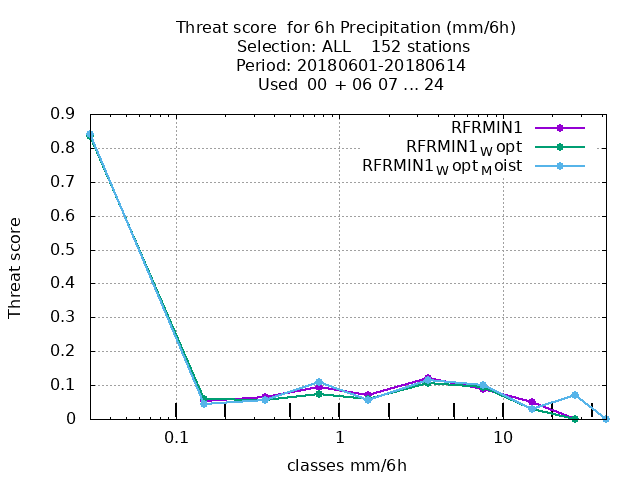 Threat score  for 6h Precipitation (mm/6h)
Selection: ALL    152 stations
Period: 20180601-20180614
Used  00 + 06 07 ... 24
RFRMIN1
RFRMIN1_W opt
RFRMIN1_W opt_M oist
Threat score
0.9
0.8
0.7
0.6
0.5
0.4
0.3
0.2
0.1
0
0.1
1
10
classes mm/6h